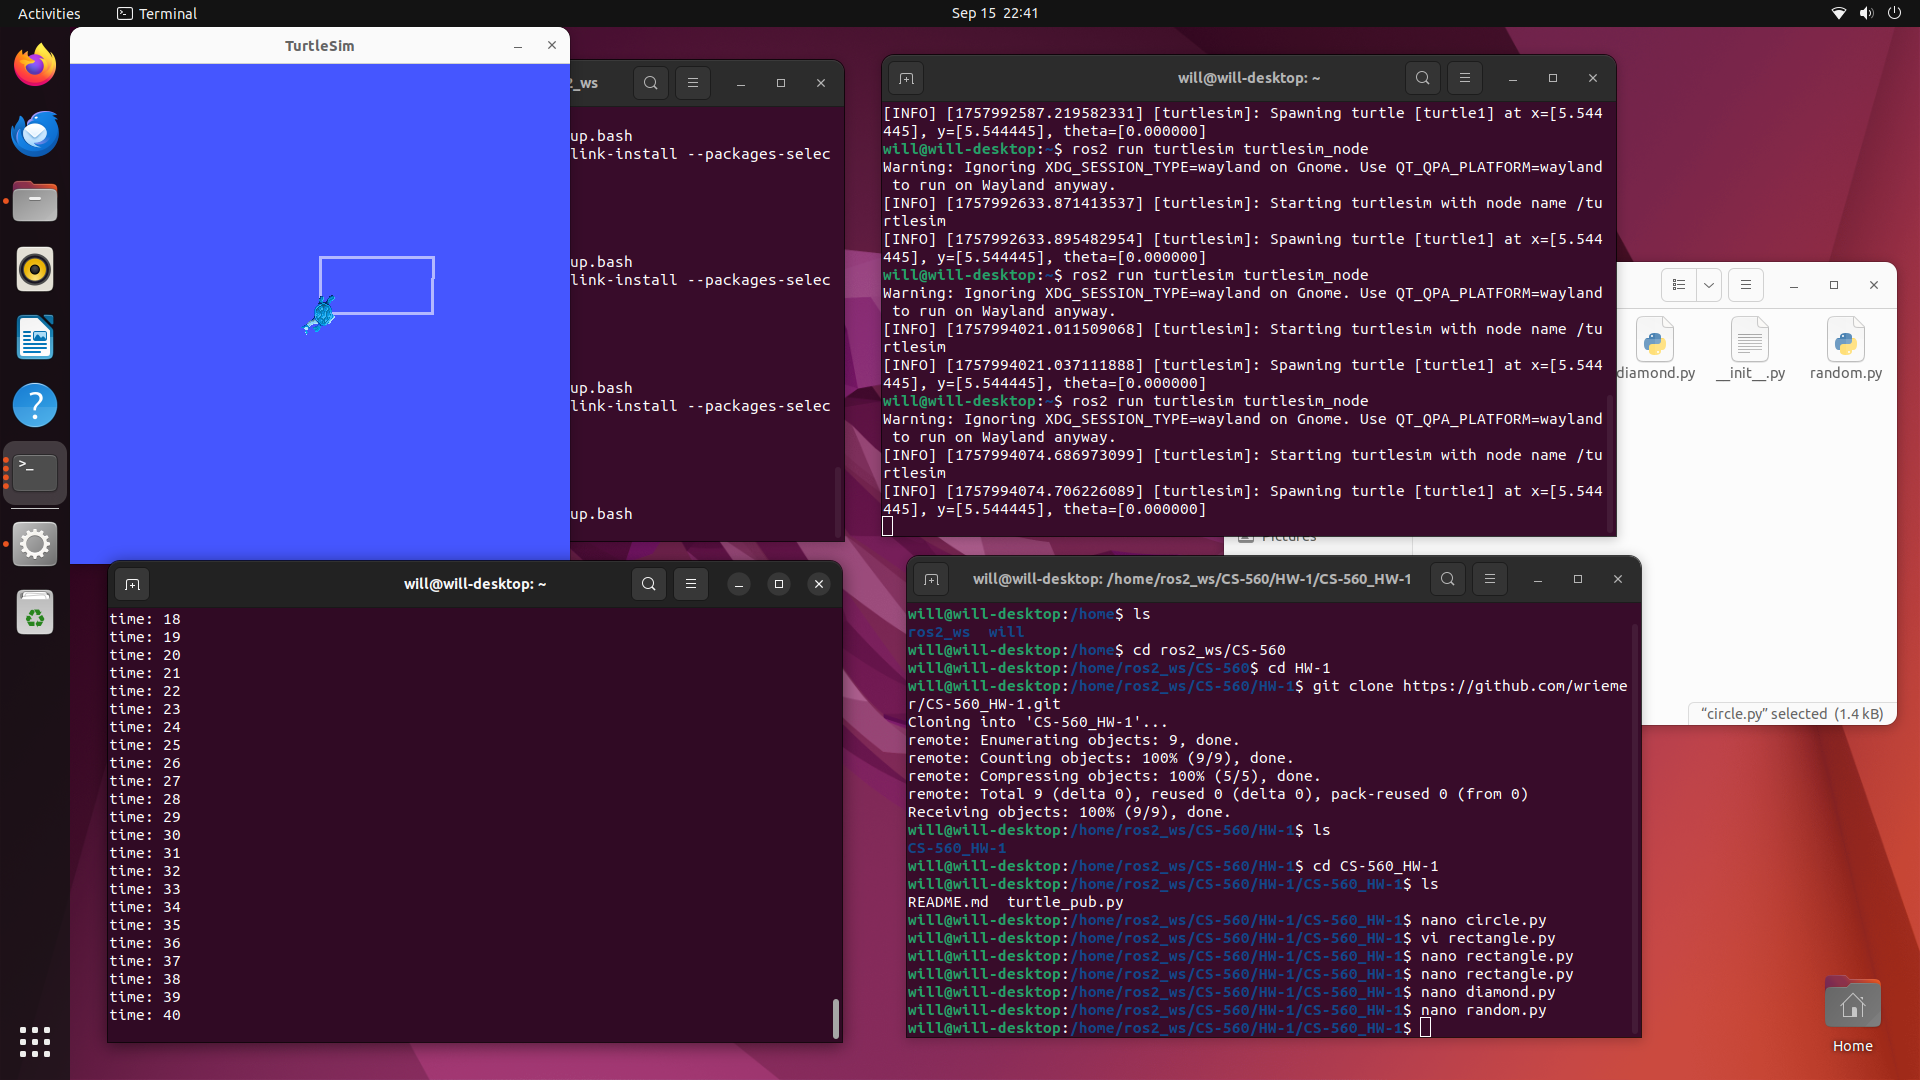 Activities
Terminal
Sep 15 22:41
TurtleSim
2_ws
up.bash
link-install --packages-selec
up.bash
link-install --packages-selec
up.bash
link-install --packages-selec
up.bash
will@will-desktop: ~
[INFO] [1757992587.219582331] [turtlesim]: Spawning turtle [turtle1] at x=[5.544
445], y=[5.544445], theta=[0.000000]
will@will-desktop:~$ ros2 run turtlesim turtlesim_node
Warning: Ignoring XDG_SESSION_TYPE=wayland on Gnome. Use QT_QPA_PLATFORM=wayland
to run on Wayland anyway.
[INFO] [1757992633.871413537] [turtlesim]: Starting turtlesim with node name /tu
rtlesim
[INFO] [1757992633.895482954] [turtlesim]: Spawning turtle [turtle1] at x=[5.544
445], y=[5.544445], theta=[0.000000]
will@will-desktop:~$ ros2 run turtlesim turtlesim_node
Warning: Ignoring XDG_SESSION_TYPE=wayland on Gnome. Use QT_QPA_PLATFORM=wayland
to run on Wayland anyway.
[INFO] [1757994021.011509068] [turtlesim]: Starting turtlesim with node name /tu
rtlesim
[INFO] [1757994021.037111888] [turtlesim]: Spawning turtle [turtle1] at x=[5.544
445], y=[5.544445], theta=[0.000000]
will@will-desktop:~$ ros2 run turtlesim turtlesim_node
Warning: Ignoring XDG_SESSION_TYPE=wayland on Gnome. Use QT_QPA_PLATFORM=wayland
to run on Wayland anyway.
[INFO] [1757994074.686973099] [turtlesim]: Starting turtlesim with node name /tu
rtlesim
[INFO] [1757994074.706226089] [turtlesim]: Spawning turtle [turtle1] at x=[5.544
445], y=[5.544445], theta=[0.000000]
diamond.py
__init__.py
random.py
Pictures
"circle.py" selected (1.4 kB)
will@will-desktop: ~
time: 18
time: 19
time: 20
time: 21
time: 22
time: 23
time: 24
time: 25
time: 26
time: 27
time: 28
time: 29
time: 30
time: 31
time: 32
time: 33
time: 34
time: 35
time: 36
time: 37
time: 38
time: 39
time: 40
will@will-desktop: /home/ros2_ws/CS-560/HW-1/CS-560_HW-1
will@will-desktop:/home$ ls
ros2_ws will
will@will-desktop:/home$ cd ros2_ws/CS-560
will@will-desktop:/home/ros2_ws/CS-560$ cd HW-1
will@will-desktop:/home/ros2_ws/CS-560/HW-1$ git clone https://github.com/wrieme
r/CS-560_HW-1.git
Cloning into 'CS-560_HW-1'...
remote: Enumerating objects: 9, done.
remote: Counting objects: 100% (9/9), done.
remote: Compressing objects: 100% (5/5), done.
remote: Total 9 (delta 0), reused 0 (delta 0), pack-reused 0 (from 0)
Receiving objects: 100% (9/9), done.
will@will-desktop:/home/ros2_ws/CS-560/HW-1$ ls
CS-560_HW-1
will@will-desktop:/home/ros2_ws/CS-560/HW-1$ cd CS-560_HW-1
will@will-desktop:/home/ros2_ws/CS-560/HW-1/CS-560_HW-1$ ls
README.md turtle_pub.py
will@will-desktop:/home/ros2_ws/CS-560/HW-1/CS-560_HW-1$ nano circle.py
will@will-desktop:/home/ros2_ws/CS-560/HW-1/CS-560_HW-1$ vi rectangle.py
will@will-desktop:/home/ros2_ws/CS-560/HW-1/CS-560_HW-1$ nano rectangle.py
will@will-desktop:/home/ros2_ws/CS-560/HW-1/CS-560_HW-1$ nano rectangle.py
will@will-desktop:/home/ros2_ws/CS-560/HW-1/CS-560_HW-1$ nano diamond.py
will@will-desktop:/home/ros2_ws/CS-560/HW-1/CS-560_HW-1$ nano random.py
will@will-desktop:/home/ros2_ws/CS-560/HW-1/CS-560_HW-1$
Home